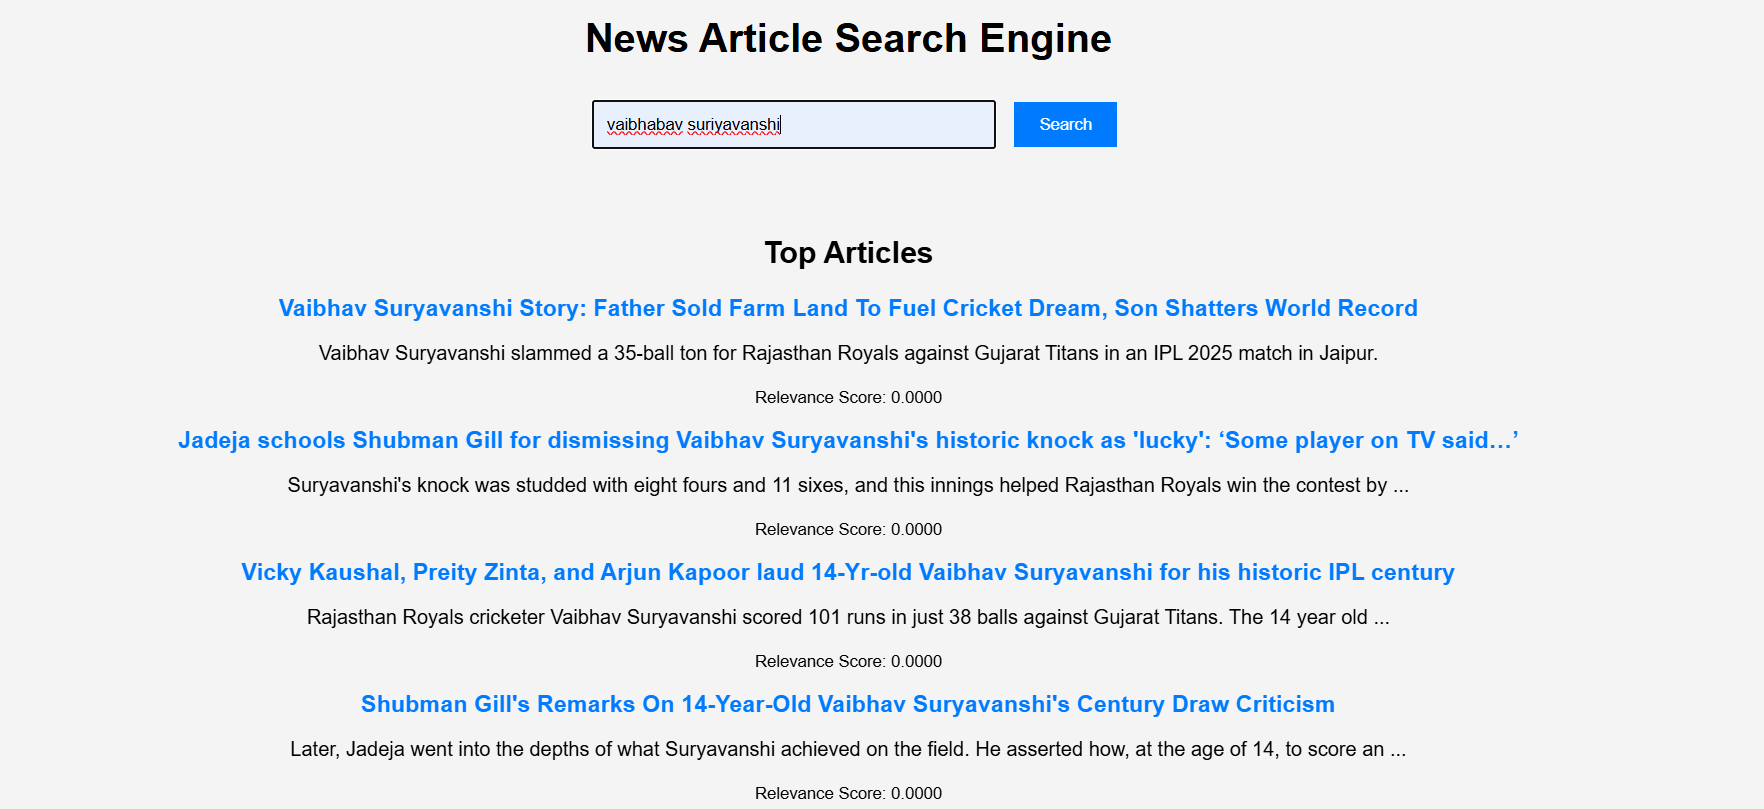 News Article Search Engine
vaibhabav suriyavanshi
Search
Top Articles
Vaibhav Suryavanshi Story: Father Sold Farm Land To Fuel Cricket Dream, Son Shatters World Record
Vaibhav Suryavanshi slammed a 35-ball ton for Rajasthan Royals against Gujarat Titans in an IPL 2025 match in Jaipur.
Relevance Score: 0.0000
Jadeja schools Shubman Gill for dismissing Vaibhav Suryavanshi's historic knock as 'lucky': ‘Some player on TV said…’
Suryavanshi's knock was studded with eight fours and 11 sixes, and this innings helped Rajasthan Royals win the contest by ...
Relevance Score: 0.0000
Vicky Kaushal, Preity Zinta, and Arjun Kapoor laud 14-Yr-old Vaibhav Suryavanshi for his historic IPL century
Rajasthan Royals cricketer Vaibhav Suryavanshi scored 101 runs in just 38 balls against Gujarat Titans. The 14 year old ...
Relevance Score: 0.0000
Shubman Gill's Remarks On 14-Year-Old Vaibhav Suryavanshi's Century Draw Criticism
Later, Jadeja went into the depths of what Suryavanshi achieved on the field. He asserted how, at the age of 14, to score an ...
Relevance Score: 0.0000